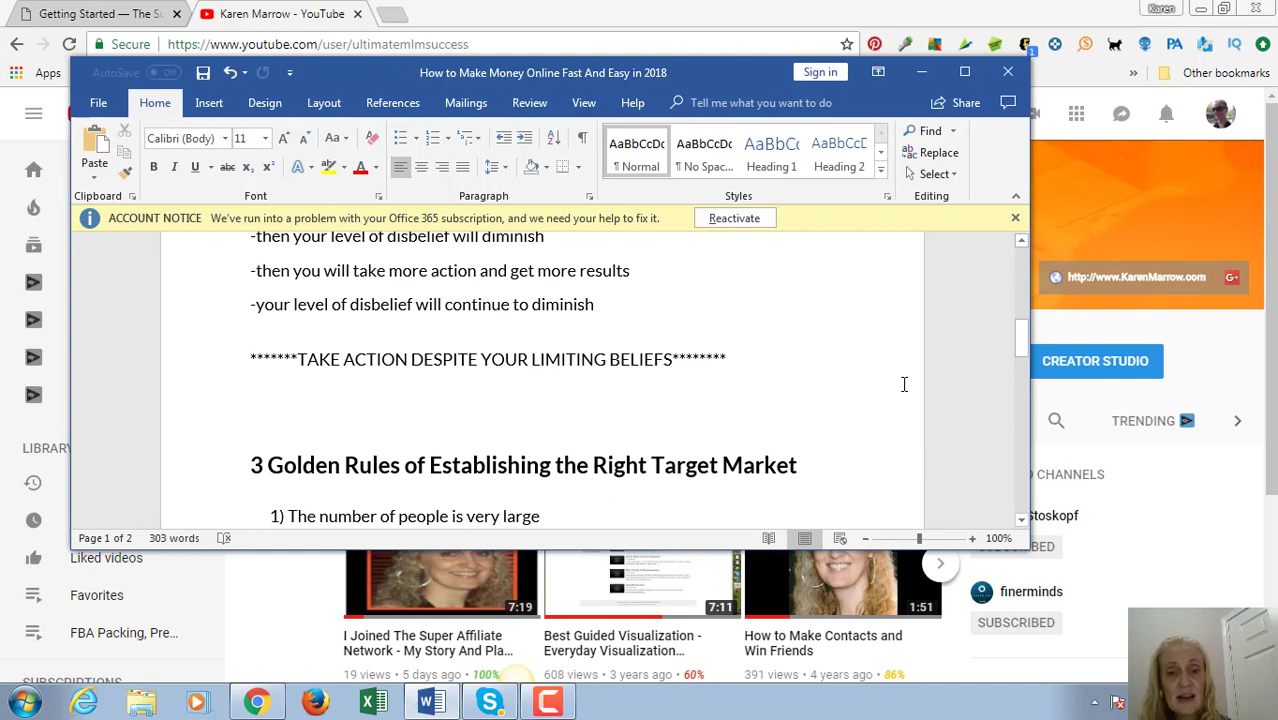 Getting Started — The Su
Karen Marrow - YouTube
Karen
Secure
https://www.youtube.com/user/ultimatemlmsuccess
Apps
Other bookmarks
AutoSave
Off
How to Make Money Online Fast And Easy in 2018
Sign in
File
Home
Insert
Design
Layout
References
Mailings
Review
View
Help
Tell me what you want to do
Share
Paste
Clipboard
Calibri (Body)
11
Font
Paragraph
AaBbCcDc
¶ Normal
AaBbCcDc
¶ No Spac...
AaBbC(
Heading 1
AaBbCcD
Heading 2
Styles
Find
Replace
Select
Editing
ACCOUNT NOTICE We've run into a problem with your Office 365 subscription, and we need your help to fix it.
Reactivate
-then your level of disbelief will diminish
-then you will take more action and get more results
-your level of disbelief will continue to diminish
*******TAKE ACTION DESPITE YOUR LIMITING BELIEFS********
3 Golden Rules of Establishing the Right Target Market
1) The number of people is very large
Page 1 of 2
303 words
100%
http://www.KarenMarrow.com
CREATOR STUDIO
TRENDING
D CHANNELS
Stoskopf
SUBSCRIBED
finerminds
SUBSCRIBED
LIBRARY
Liked videos
Favorites
FBA Packing, Pre...
SUBSCRIPTIONS
7:19
I Joined The Super Affiliate
Network - My Story And Pla...
19 views • 5 days ago 100%
7:11
Best Guided Visualization -
Everyday Visualization...
608 views • 3 years ago 60%
1:51
How to Make Contacts and
Win Friends
391 views • 4 years ago 86%